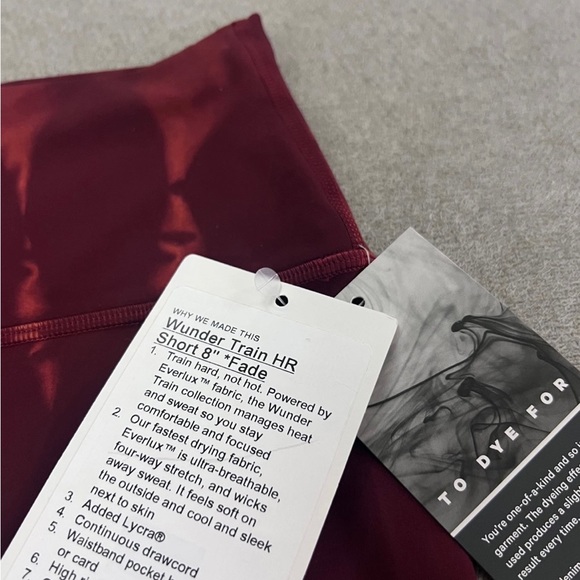 WHY WE MADE THIS
Wunder Train HR
Short 8" *Fade
1. Train hard, not hot. Powered by
Everlux™ fabric, the Wunder
Train collection manages heat
and sweat so you stay
comfortable and focused
2. Our fastest drying fabric,
Everlux™ is ultra-breathable,
four-way stretch, and wicks
away sweat. It feels soft on
the outside and cool and sleek
next to skin
3. Added Lycra®
4. Continuous drawcord
5. Waistband pocket
or card
6. High
7.
TO DYE FOR
You're one-of-a-kind and so
garment. The dyeing
used produces a
result every time